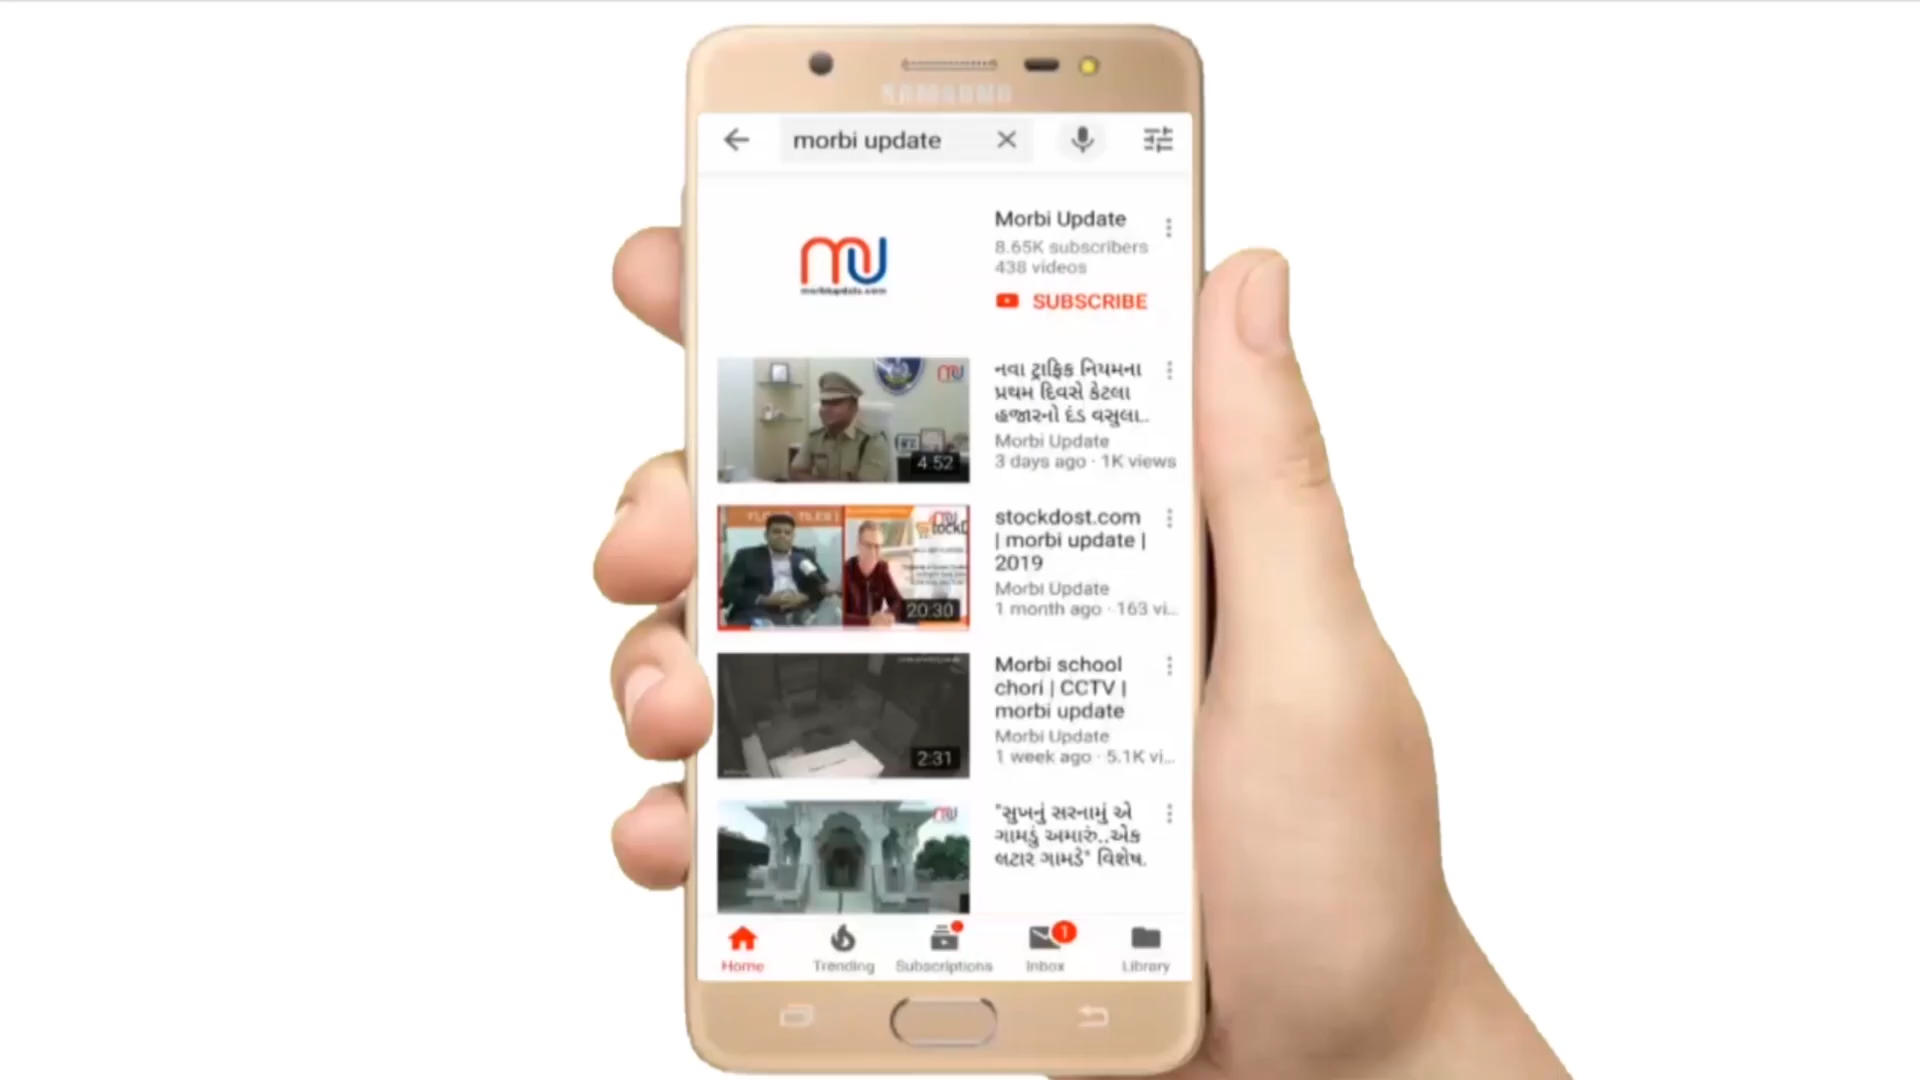 SAMSUNG
morbi update
Morbi Update
8.65K subscribers
438 videos
SUBSCRIBE
morbiupdate.com
નવા ટ્રાફિક નિયમના
પ્રથમ દિવસે કેટલા
હજારનો દંડ વસુલા..
Morbi Update
3 days ago · 1K views
4:52
stockdost.com
| morbi update |
2019
Morbi Update
1 month ago · 163 vi...
20:30
Morbi school
chori | CCTV |
morbi update
Morbi Update
1 week ago · 5.1K vi...
2:31
"સુખનું સરનામું એ
ગામડું અમારું..એક
લટાર ગામડે" વિશેષ.
1
Home
Trending
Subscriptions
Inbox
Library